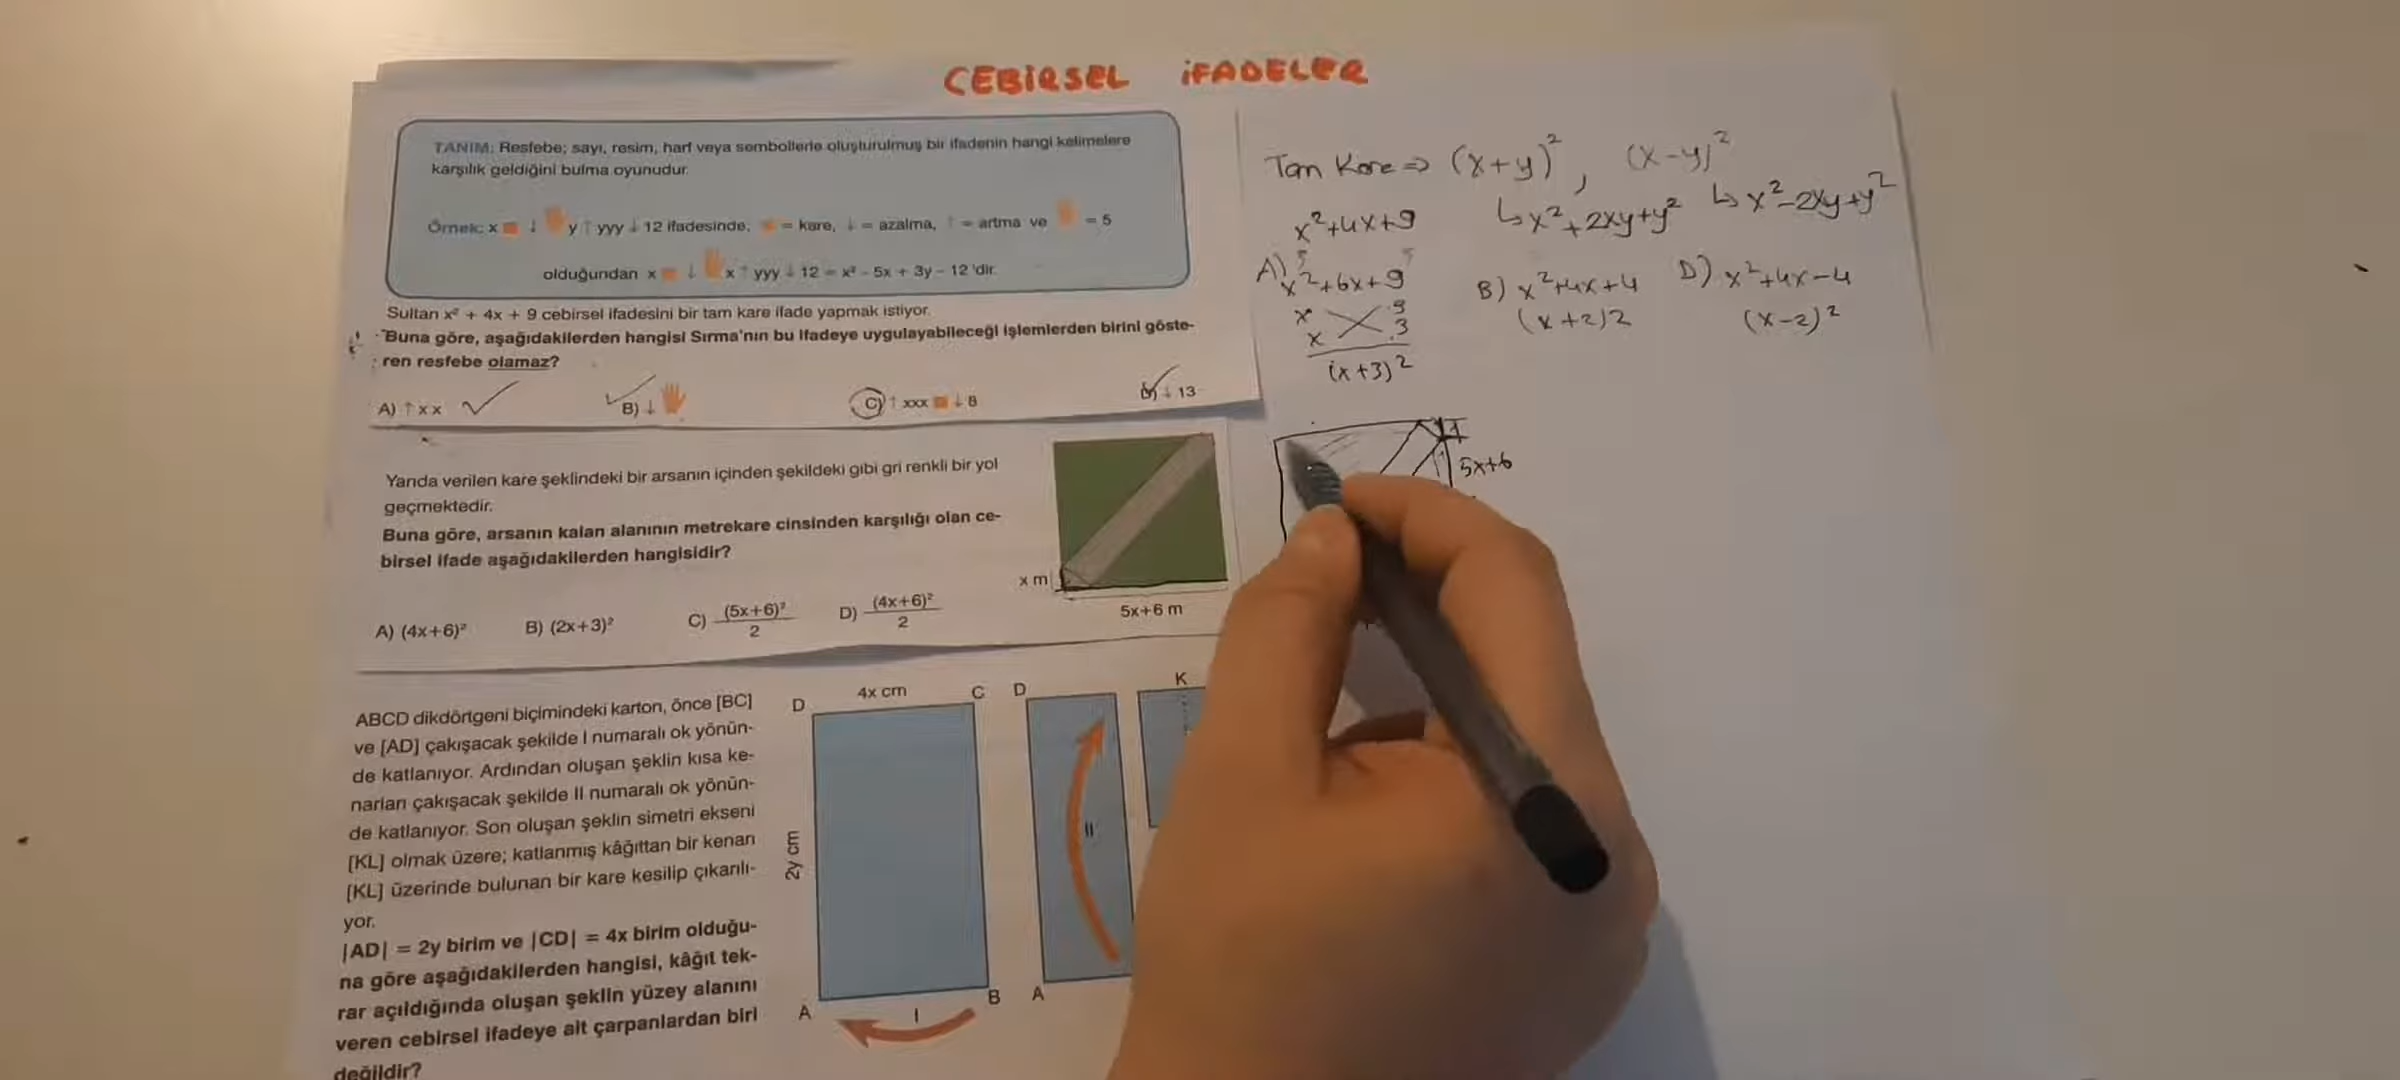 CEBİRSEL İFADELER
TANIM: Resfebe; sayı, resim, harf veya sembollerle oluşturulmuş bir ifadenin hangi kelimelere
karşılık geldiğini bulma oyunudur.
Örnek: x ↓ y ↑ yyy ↓ 12 ifadesinde; = kare, ↓ = azalma, ↑ = artma ve = 5
olduğundan x ↓ x ↑ yyy ↓ 12 = x² – 5x + 3y – 12 'dir.
Sultan x² + 4x + 9 cebirsel ifadesini bir tam kare ifade yapmak istiyor.
Buna göre, aşağıdakilerden hangisi Sırma'nın bu ifadeye uygulayabileceği işlemlerden birini göste-
ren resfebe olamaz?
A) ↑ x x
B) ↓
C) ↑ xxx ↓ 8
↓ 13
Tam Kare ⇒ (x+y)², (x-y)²
↳ x²+2xy+y² ↳ x²-2xy+y²
x²+4x+9
A) x²+6x+9
x 3
x 3
(x+3)²
B) x²+4x+4
(x+2)2
D) x²+4x-4
(x-2)²
Yanda verilen kare şeklindeki bir arsanın içinden şekildeki gibi gri renkli bir yol
geçmektedir.
Buna göre, arsanın kalan alanının metrekare cinsinden karşılığı olan ce-
birsel ifade aşağıdakilerden hangisidir?
A) (4x+6)²
B) (2x+3)²
C) (5x+6)²/2
D) (4x+6)²/2
x m
5x+6 m
5x+6
ABCD dikdörtgeni biçimindeki karton, önce [BC]
ve [AD] çakışacak şekilde I numaralı ok yönün-
de katlanıyor. Ardından oluşan şeklin kısa ke-
narları çakışacak şekilde II numaralı ok yönün-
de katlanıyor. Son oluşan şeklin simetri ekseni
[KL] olmak üzere; katlanmış kâğıttan bir kenarı
[KL] üzerinde bulunan bir kare kesilip çıkarılı-
yor.
|AD| = 2y birim ve |CD| = 4x birim olduğu-
na göre aşağıdakilerden hangisi, kâğıt tek-
rar açıldığında oluşan şeklin yüzey alanını
veren cebirsel ifadeye ait çarpanlardan biri
değildir?
D
4x cm
C
2y cm
A
B
I
D
A
II
K